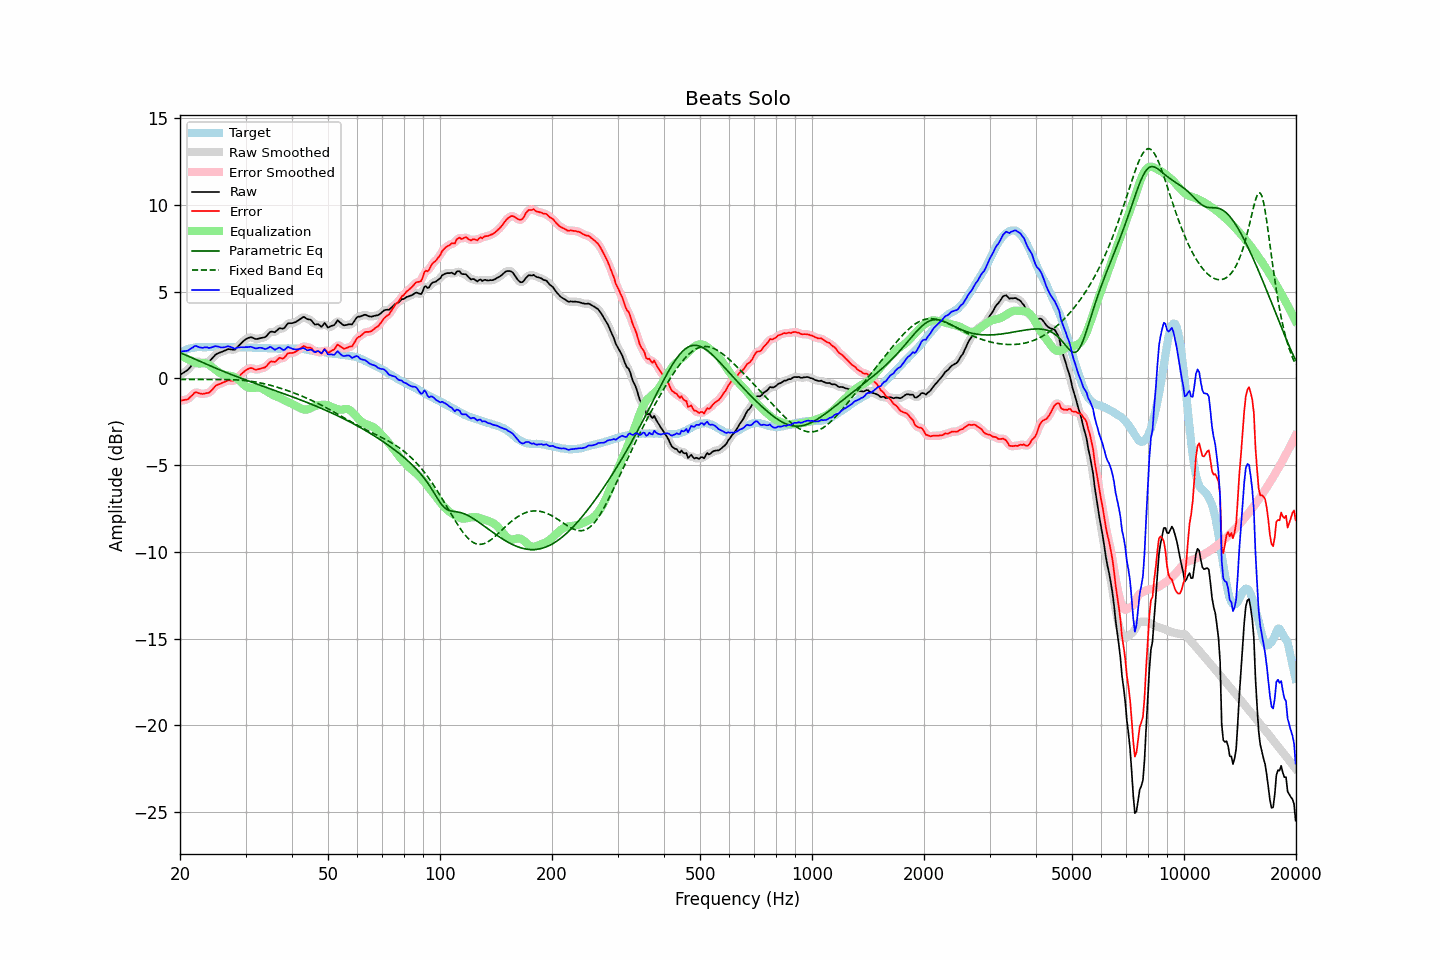 Beats Solo
15
10
5
0
−5
−10
−15
−20
−25
Amplitude (dBr)
Target
Raw Smoothed
Error Smoothed
Raw
Error
Equalization
Parametric Eq
Fixed Band Eq
Equalized
20 50 100 200 500 1000 2000 5000 10000 20000
Frequency (Hz)